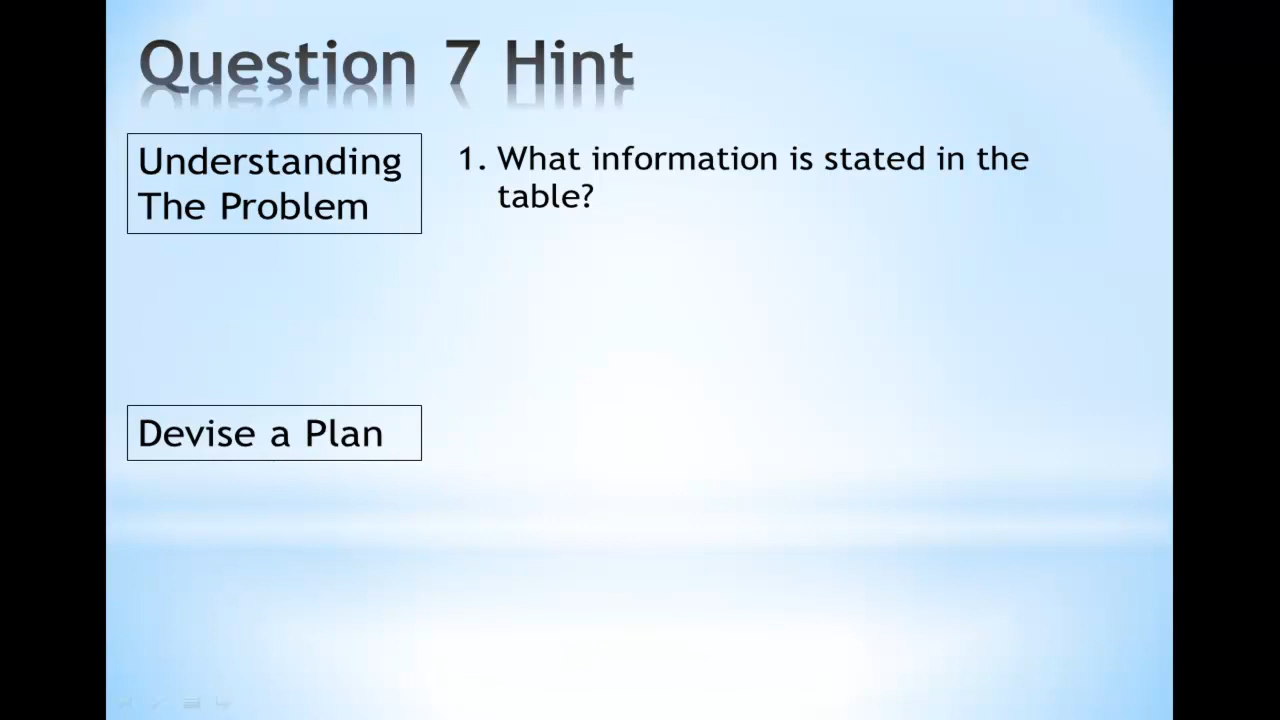 Question 7 Hint
Understanding
The Problem
1. What information is stated in the
table?
Devise a Plan